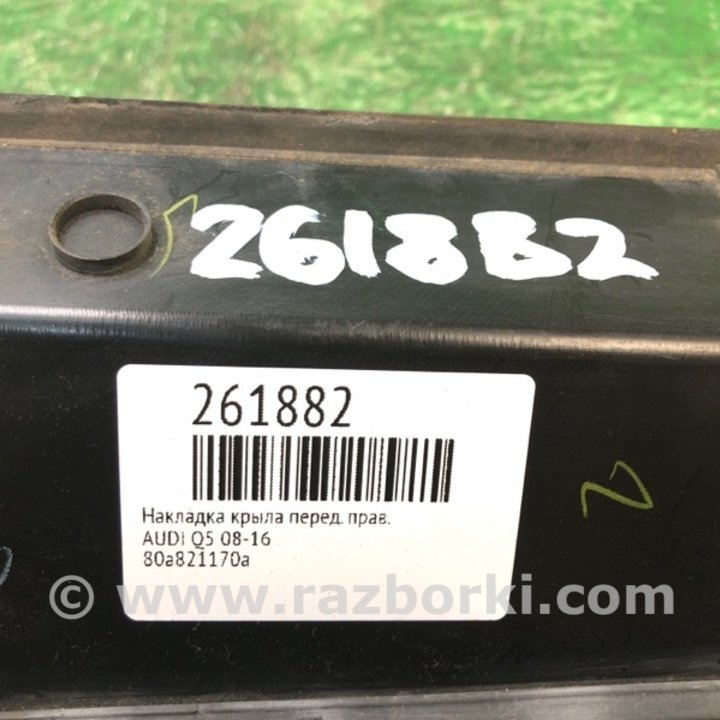 261882
261882
Накладка крыла перед. прав.
AUDI Q5 08-16
80a821170a
© www.razborki.com